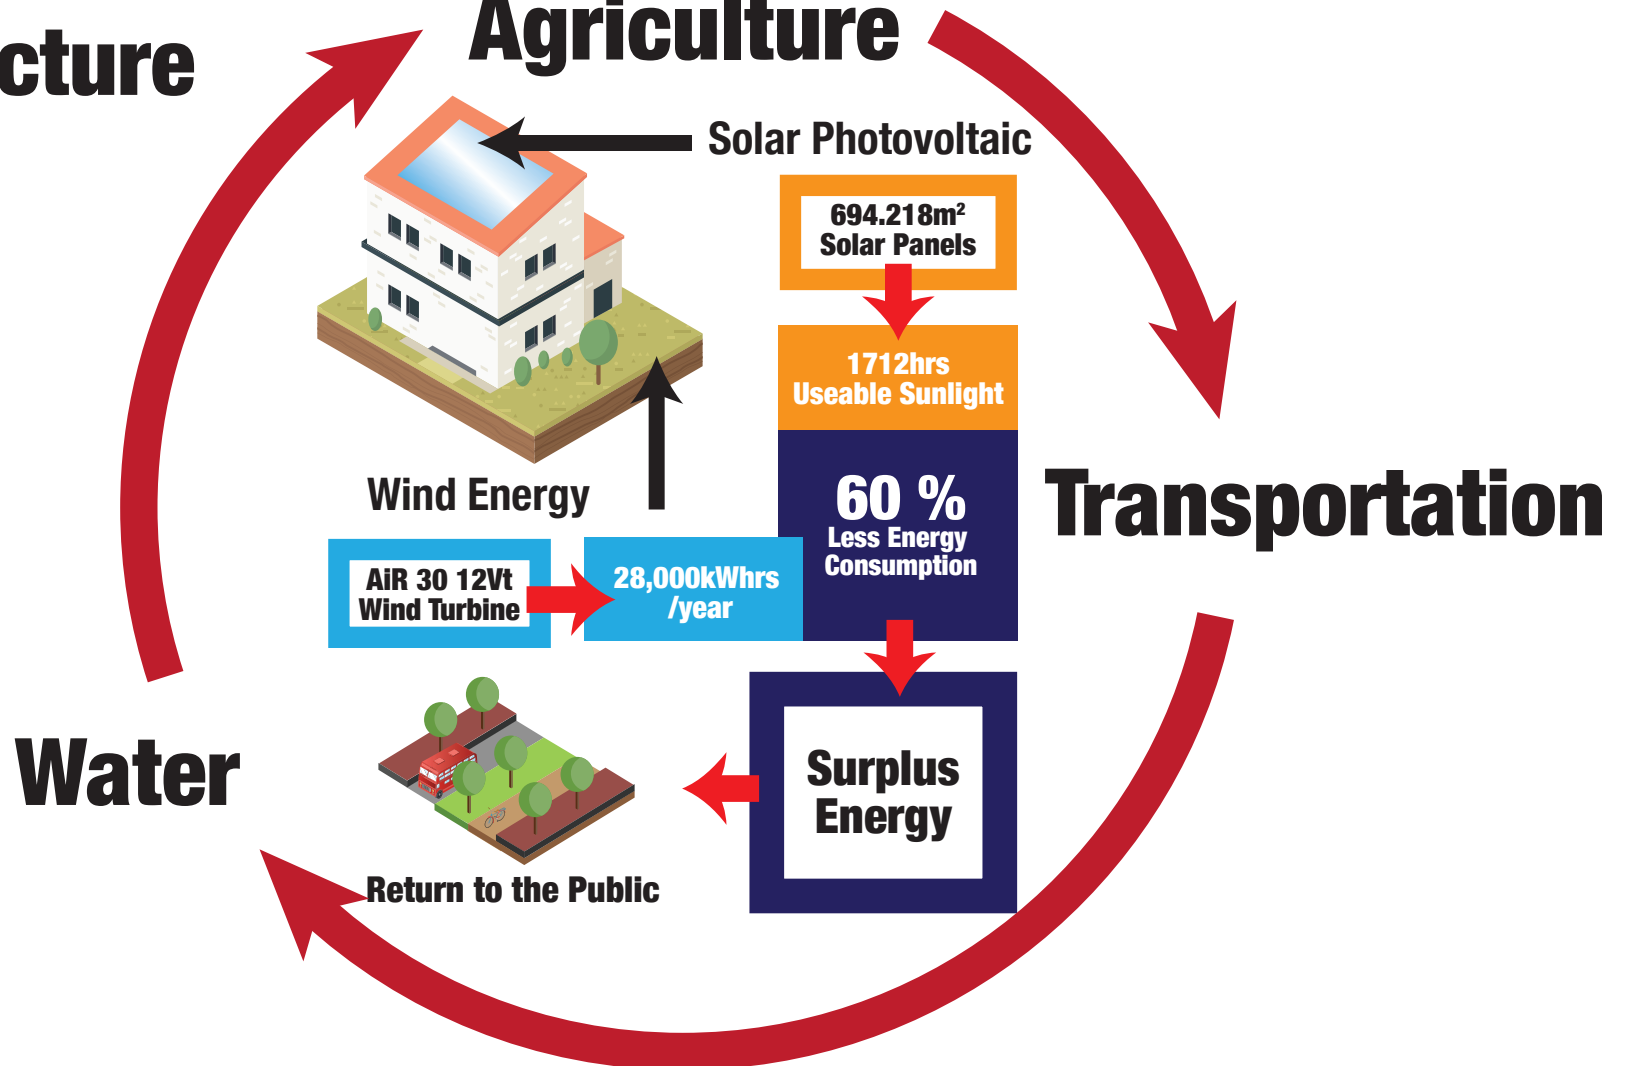 Agriculture
cture
Solar Photovoltaic
694.218m²
Solar Panels
1712hrs
Useable Sunlight
60 %
Less Energy
Consumption
Transportation
Wind Energy
AiR 30 12Vt
Wind Turbine
28,000kWhrs
/year
Surplus
Energy
Water
Return to the Public